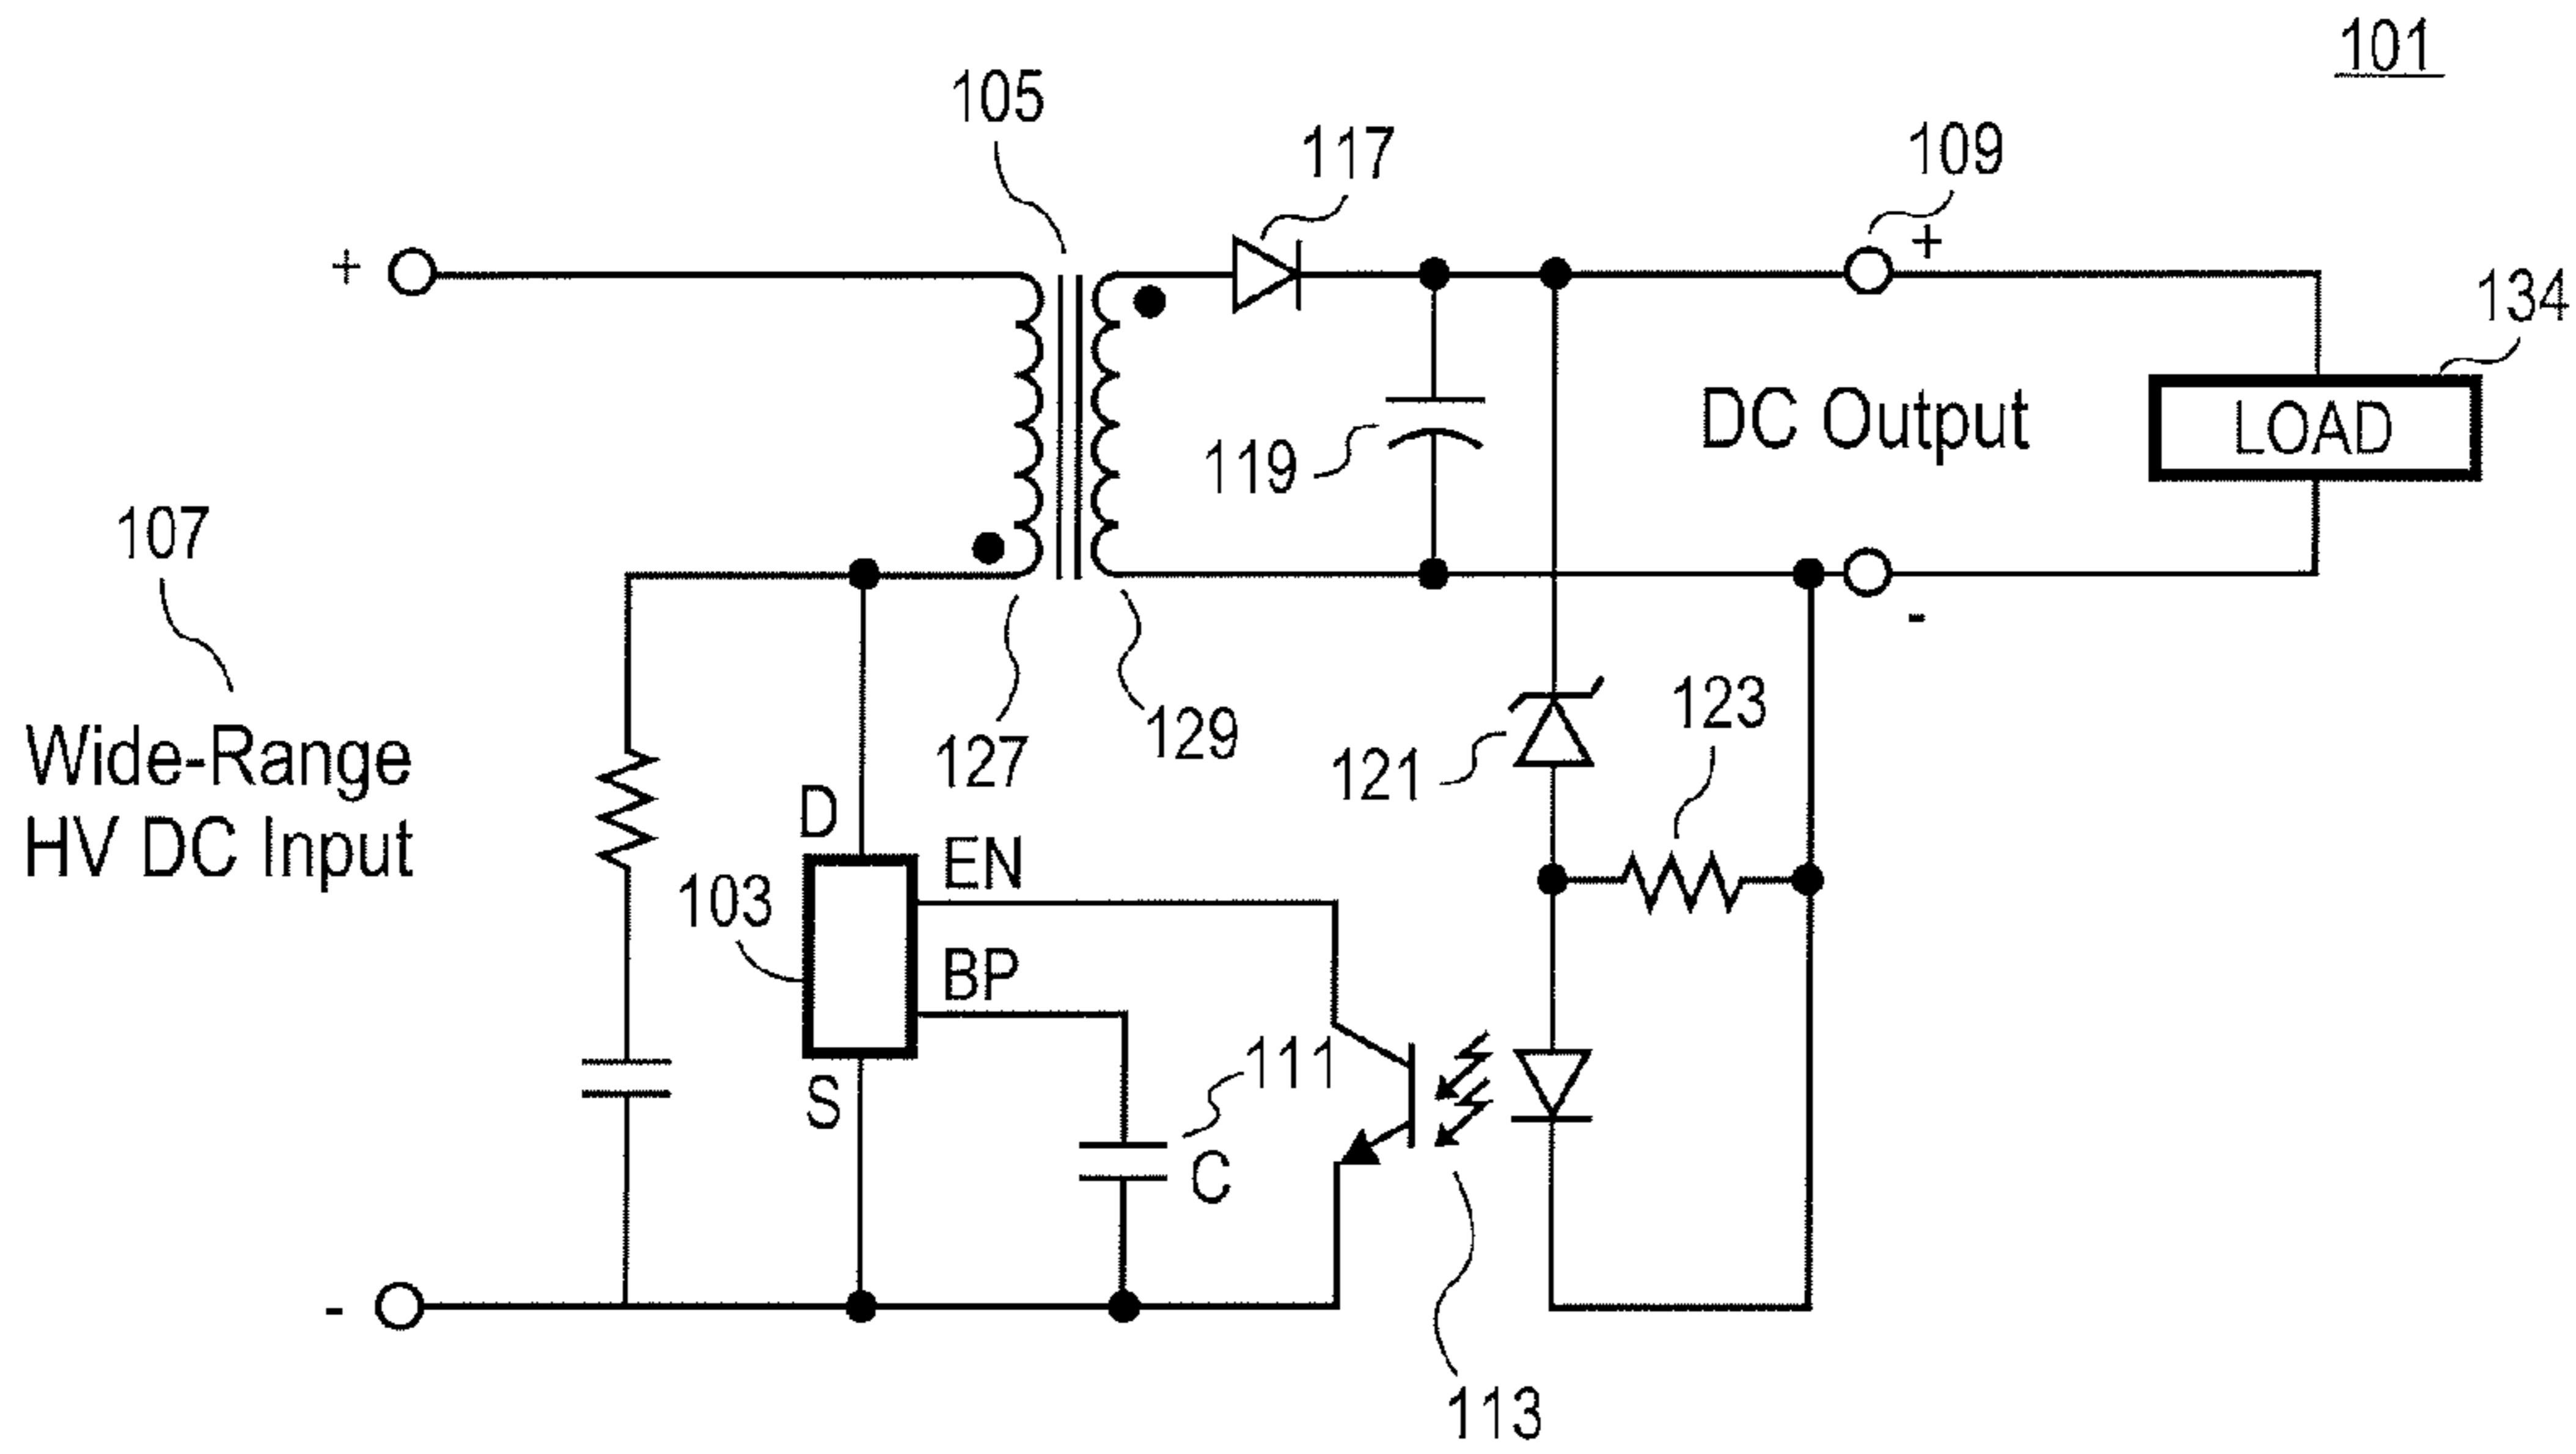 101
105
117
109
+
+
134
DC Output
LOAD
119
107
-
127
129
123
121
Wide-Range
HV DC Input
D
EN
103
BP
S
111
C
-
113